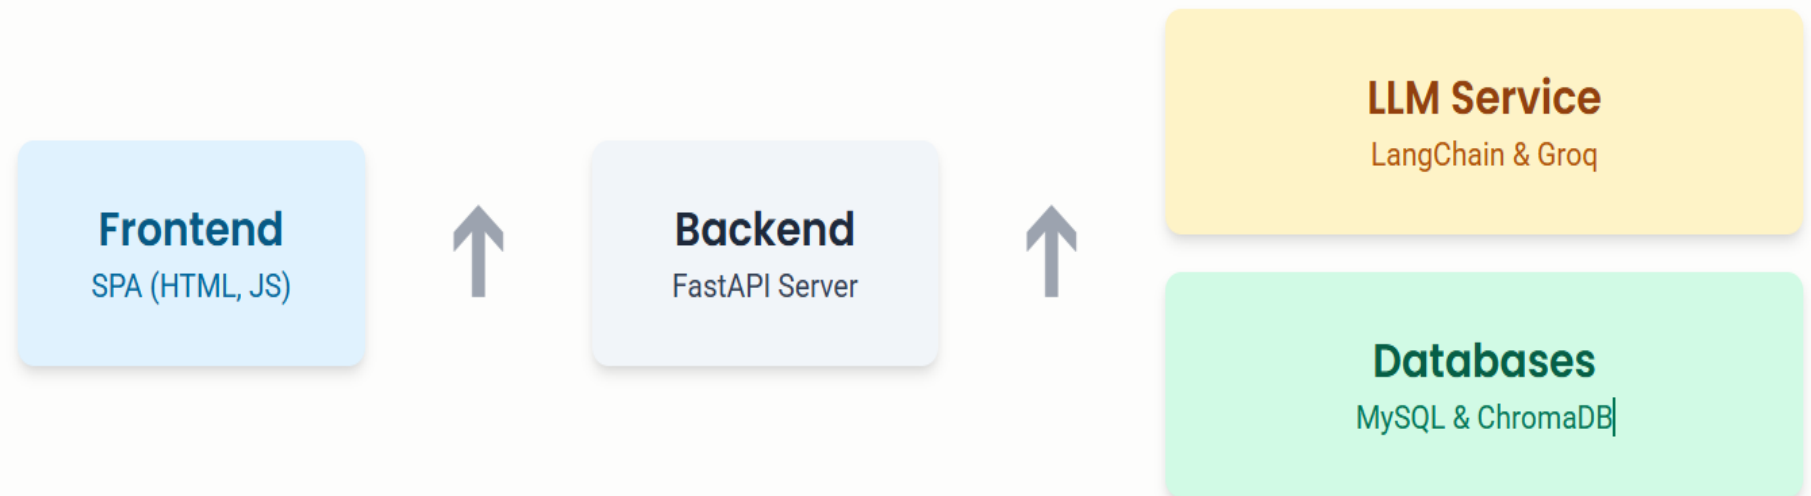 Frontend
SPA (HTML, JS)
Backend
FastAPI Server
LLM Service
LangChain & Groq
Databases
MySQL & ChromaDB